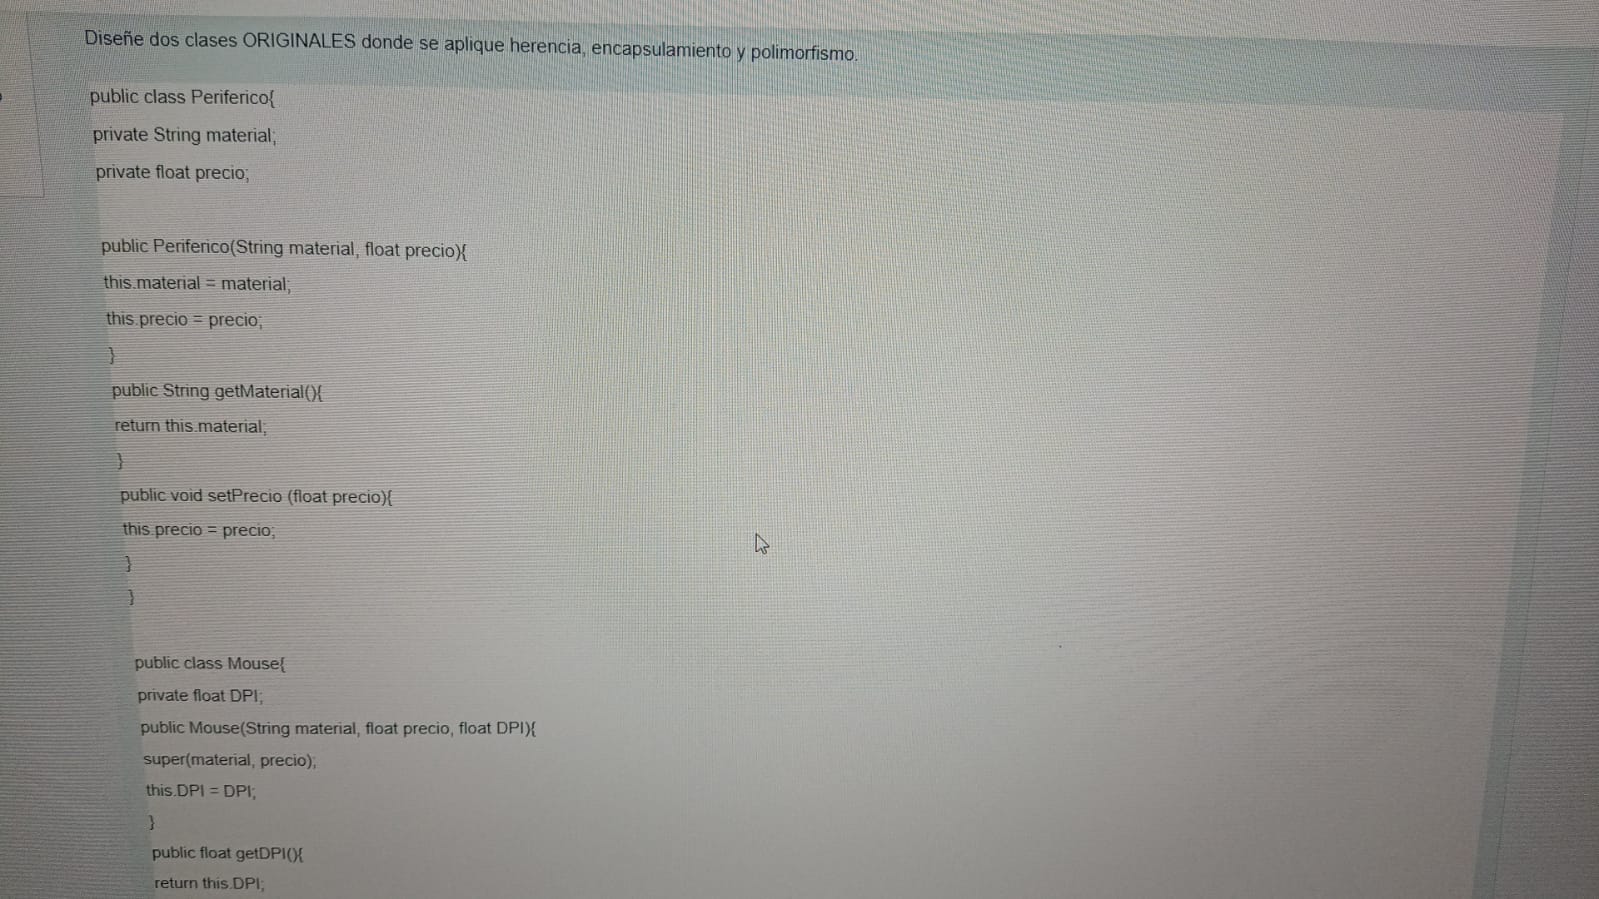 Diseñe dos clases ORIGINALES donde se aplique herencia, encapsulamiento y polimorfismo.
public class Periferico{
private String material;
private float precio;
public Periferico(String material, float precio){
this.material = material;
this.precio = precio;
}
public String getMaterial(){
return this.material;
}
public void setPrecio (float precio){
this.precio = precio;
}
}
public class Mouse{
private float DPI;
public Mouse(String material, float precio, float DPI){
super(material, precio);
this.DPI = DPI;
}
public float getDPI(){
return this.DPI;